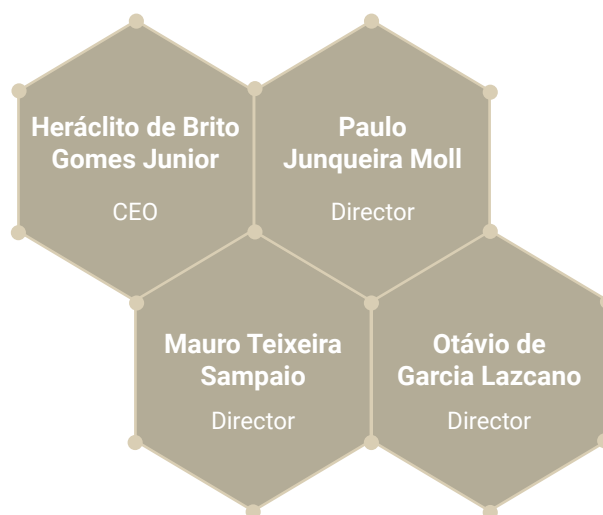 Heráclito de Brito
Gomes Junior
CEO
Paulo
Junqueira Moll
Director
Mauro Teixeira
Sampaio
Director
Otávio de
Garcia Lazcano
Director